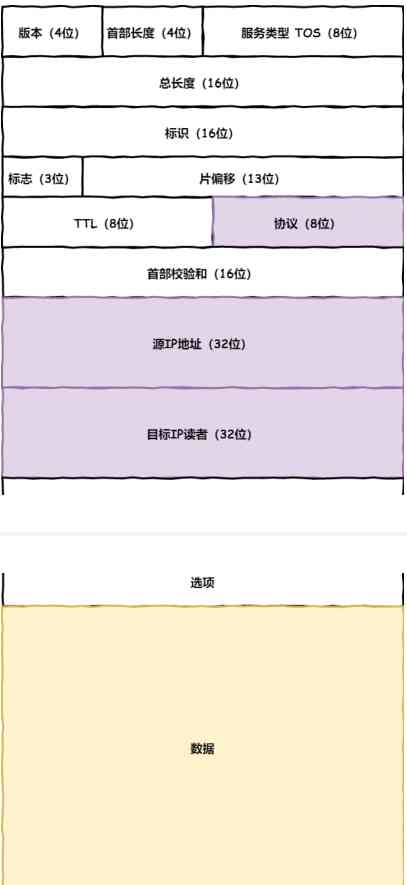 版本（4位） 首部长度（4位） 服务类型 TOS（8位）
总长度（16位）
标识（16位）
标志（3位） 片偏移（13位）
TTL（8位） 协议（8位）
首部校验和（16位）
源IP地址（32位）
目标IP读者（32位）
选项
数据